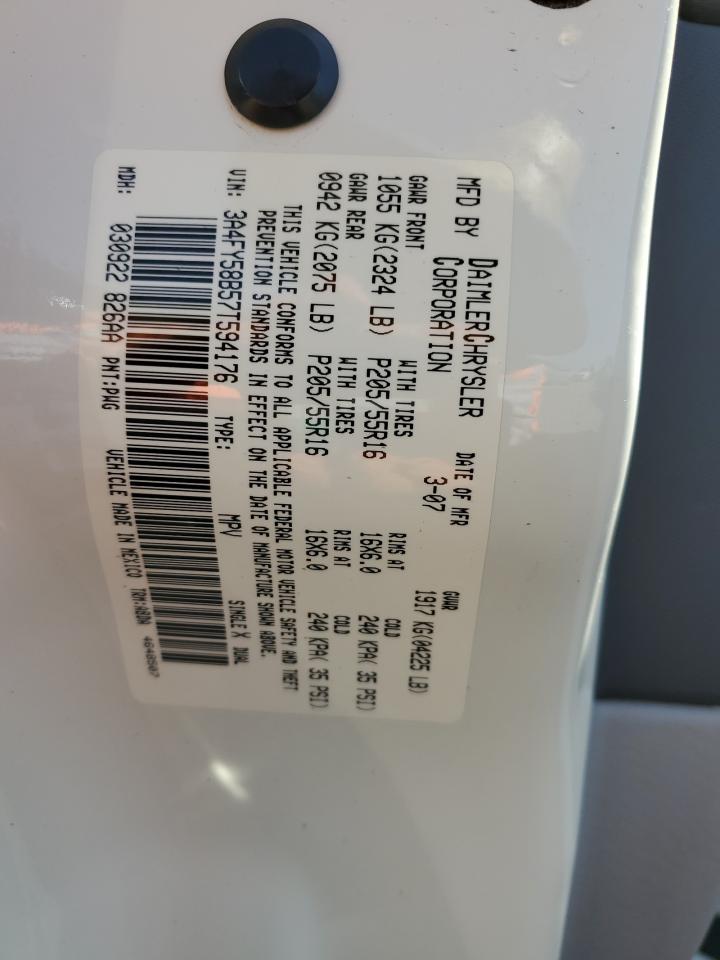 MFD BY DAIMLERCHRYSLER CORPORATION
DATE OF MFR 3-07
GVWR 1917 KG(04225 LB)
GAWR FRONT WITH TIRES RIMS AT COLD
1055 KG(2324 LB) P205/55R16 16X6.0 240 KPA( 35 PSI)
GAWR REAR WITH TIRES RIMS AT COLD
0942 KG(2075 LB) P205/55R16 16X6.0 240 KPA( 35 PSI)
THIS VEHICLE CONFORMS TO ALL APPLICABLE FEDERAL MOTOR VEHICLE SAFETY AND THEFT
PREVENTION STANDARDS IN EFFECT ON THE DATE OF MANUFACTURE SHOWN ABOVE.
VIN: 3A4FY58B57T594176 TYPE: MPV SINGLE X DUAL
MDH: 030922 826AA PNT:PWG VEHICLE MADE IN MEXICO